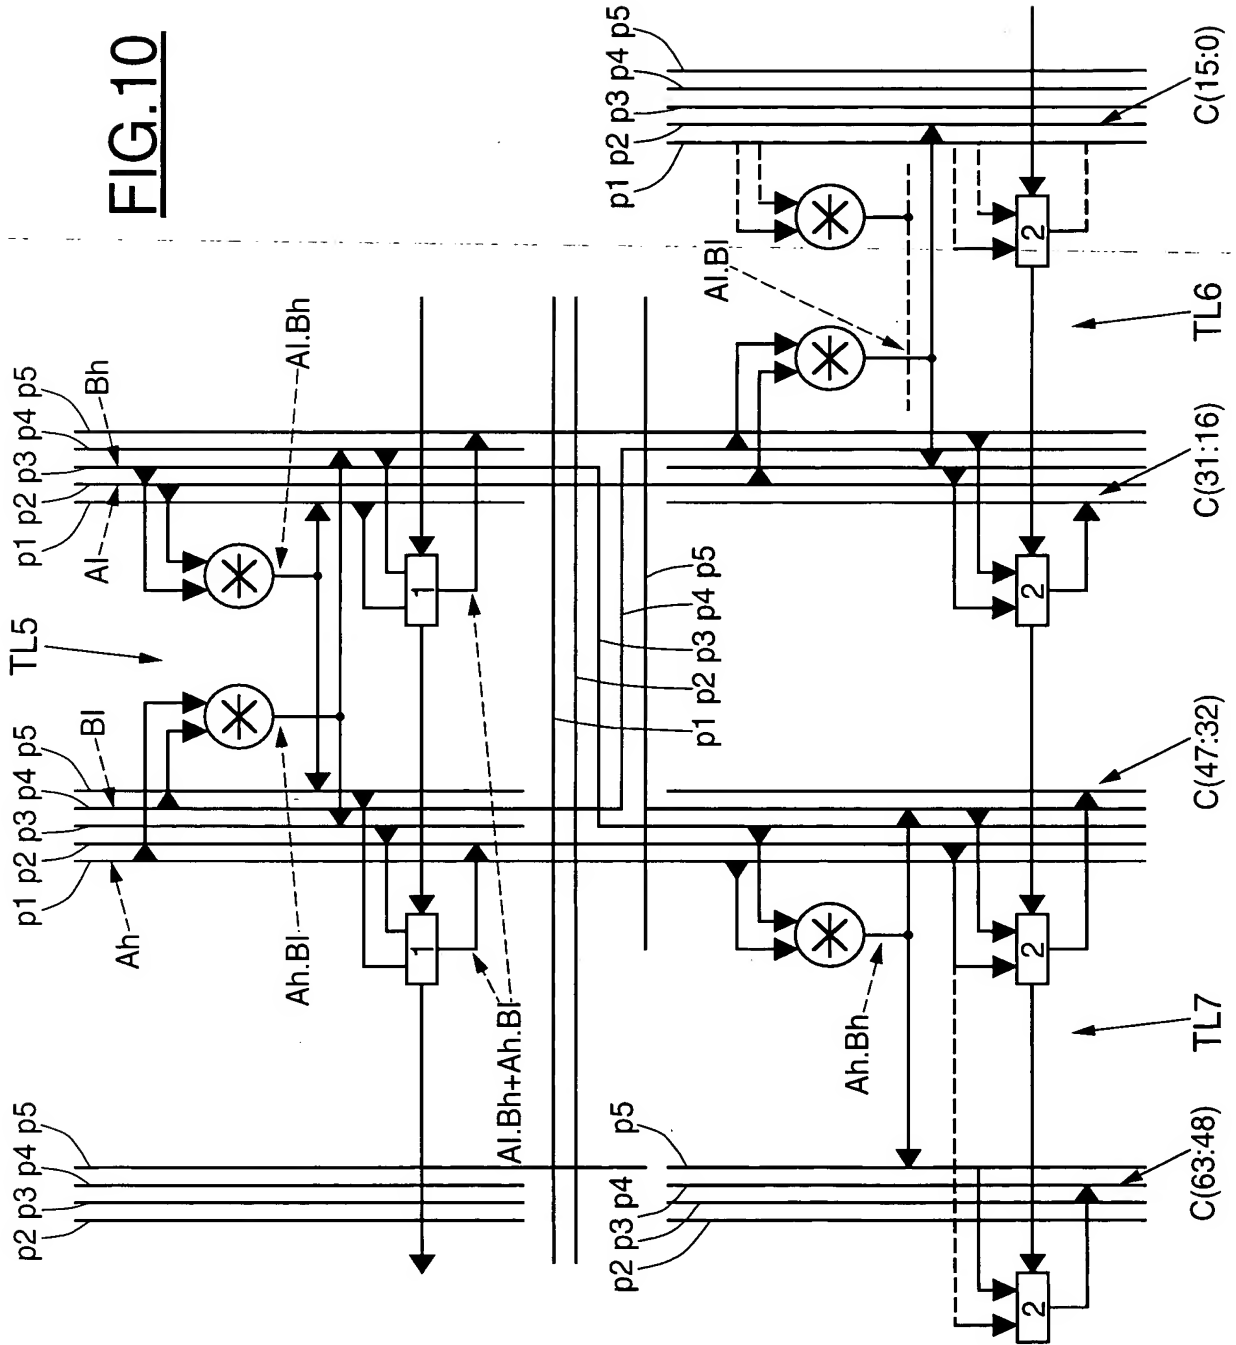 FIG.10
p1 p2 p3 p4 p5
p1 p2 p3 p4 p5
p2 p3 p4 p5
TL5
Ah
Bl
Al
Bh
Ah.Bl
Al.Bh
1
1
Al.Bh+Ah.Bl
p1 p2 p3 p4 p5
p2 p3 p4
p5
p1 p2 p3 p4 p5
Ah.Bh
Al.Bl
2
2
2
2
TL7
TL6
C(63:48)
C(47:32)
C(31:16)
C(15:0)